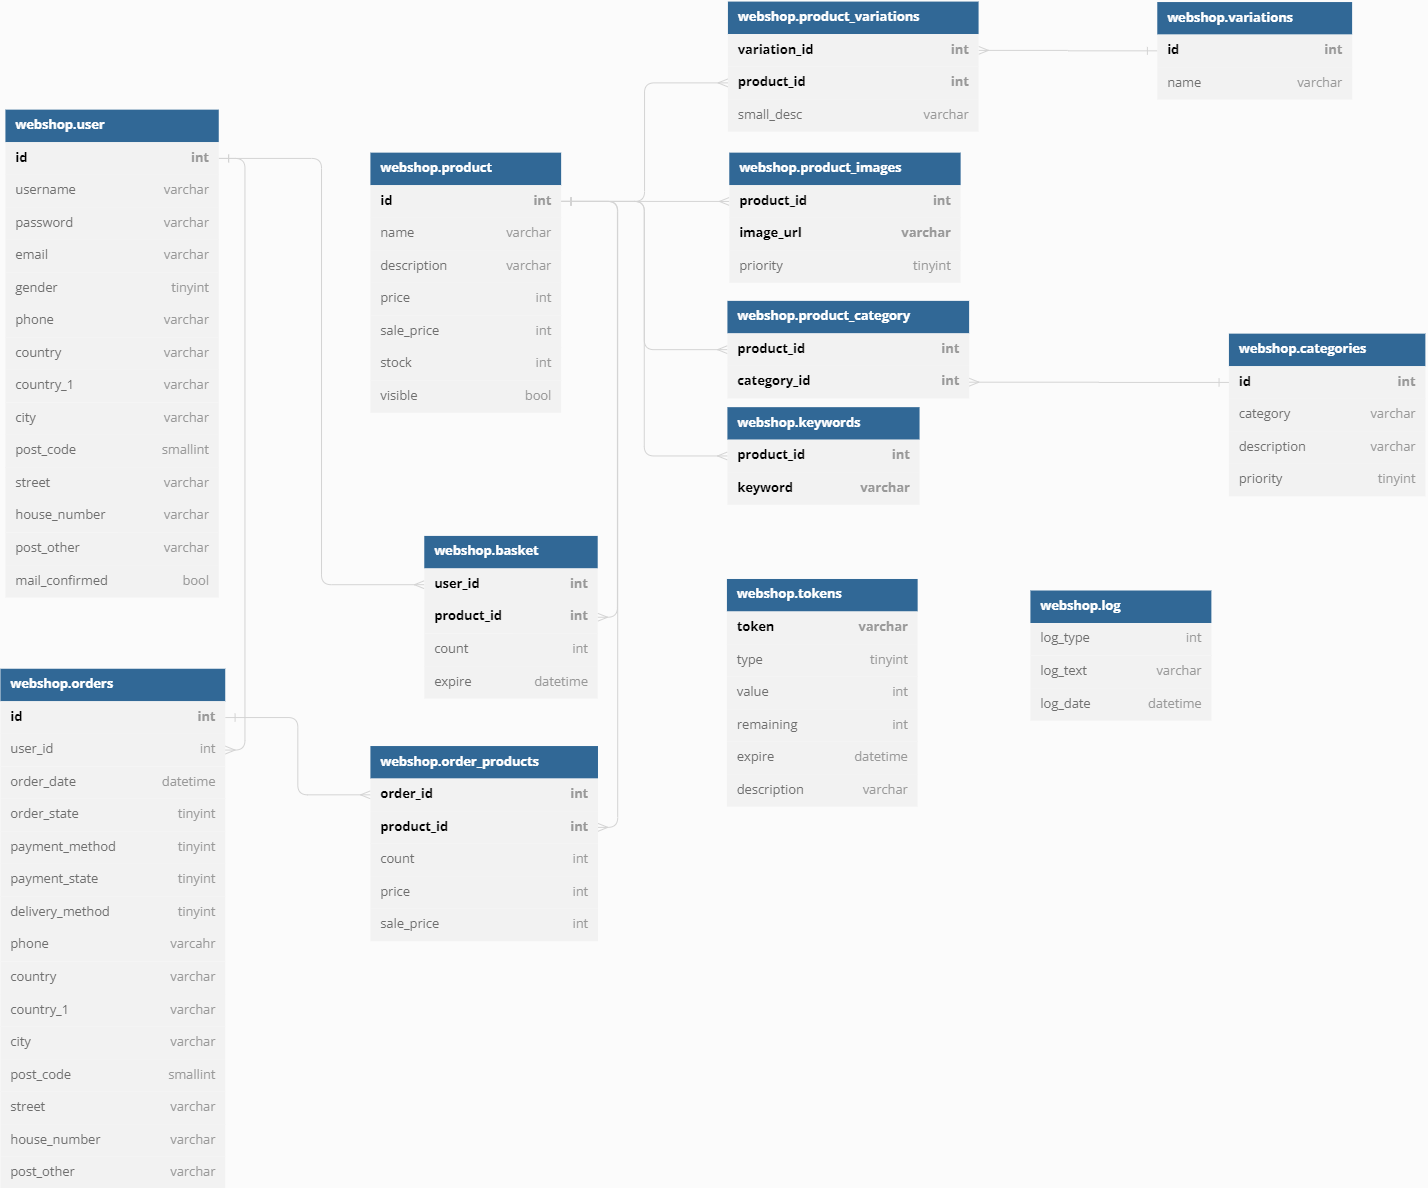 webshop.user
id int
username varchar
password varchar
email varchar
gender tinyint
phone varchar
country varchar
country_1 varchar
city varchar
post_code smallint
street varchar
house_number varchar
post_other varchar
mail_confirmed bool
webshop.orders
id int
user_id int
order_date datetime
order_state tinyint
payment_method tinyint
payment_state tinyint
delivery_method tinyint
phone varcahr
country varchar
country_1 varchar
city varchar
post_code smallint
street varchar
house_number varchar
post_other varchar
webshop.product
id int
name varchar
description varchar
price int
sale_price int
stock int
visible bool
webshop.basket
user_id int
product_id int
count int
expire datetime
webshop.order_products
order_id int
product_id int
count int
price int
sale_price int
webshop.product_variations
variation_id int
product_id int
small_desc varchar
webshop.product_images
product_id int
image_url varchar
priority tinyint
webshop.product_category
product_id int
category_id int
webshop.keywords
product_id int
keyword varchar
webshop.tokens
token varchar
type tinyint
value int
remaining int
expire datetime
description varchar
webshop.variations
id int
name varchar
webshop.categories
id int
category varchar
description varchar
priority tinyint
webshop.log
log_type int
log_text varchar
log_date datetime